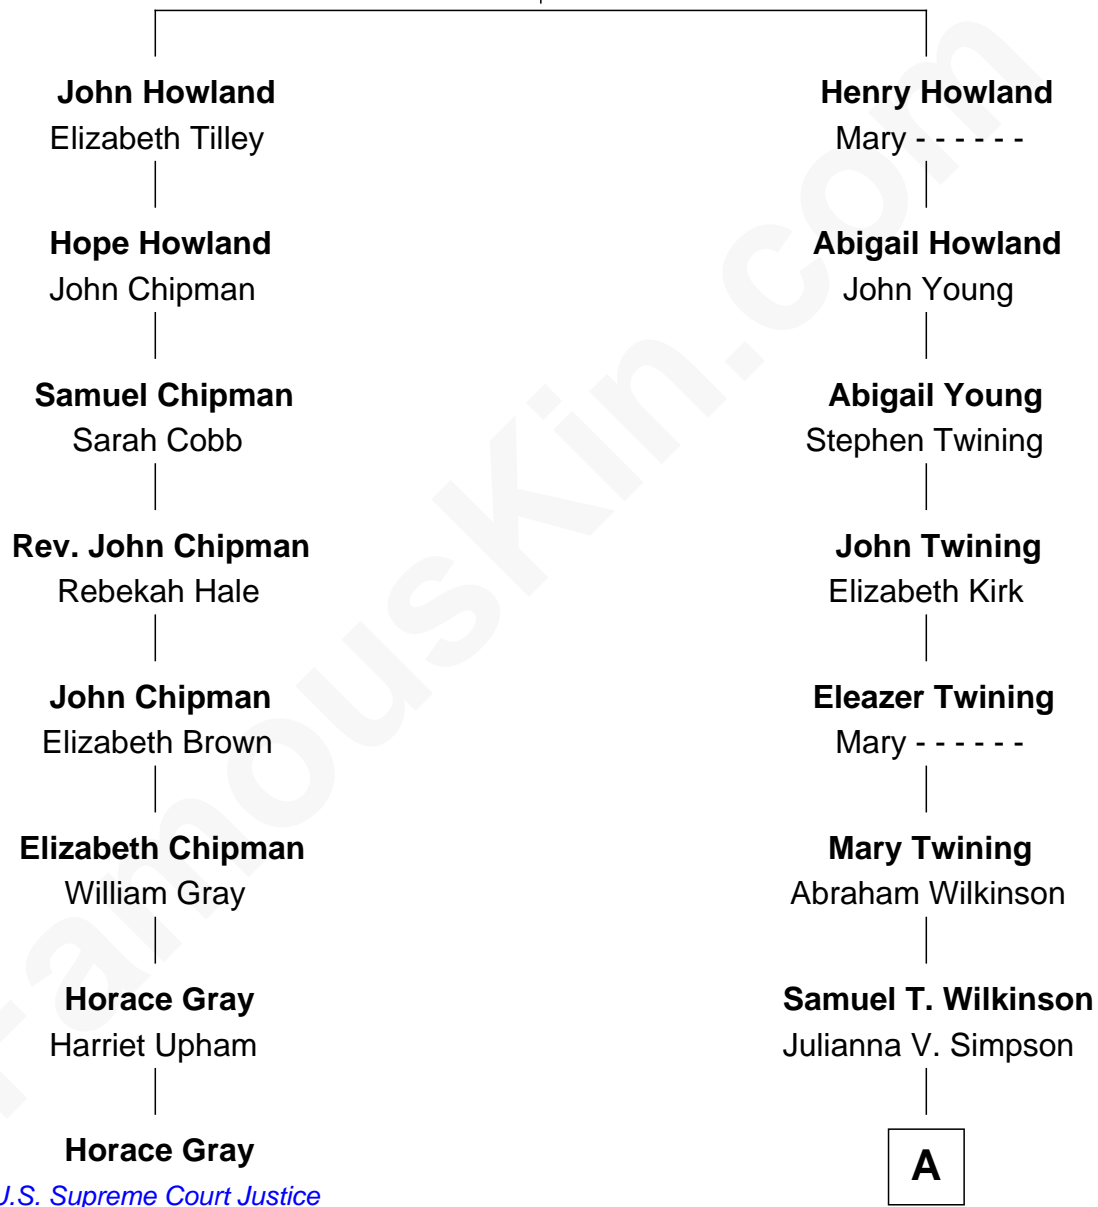 John Howland
Elizabeth Tilley
Hope Howland
John Chipman
Samuel Chipman
Sarah Cobb
Rev. John Chipman
Rebekah Hale
John Chipman
Elizabeth Brown
Elizabeth Chipman
William Gray
Horace Gray
Harriet Upham
Horace Gray
U.S. Supreme Court Justice
Henry Howland
Mary - - - - - -
Abigail Howland
John Young
Abigail Young
Stephen Twining
John Twining
Elizabeth Kirk
Eleazer Twining
Mary - - - - - -
Mary Twining
Abraham Wilkinson
Samuel T. Wilkinson
Julianna V. Simpson
A
FamousKin.com